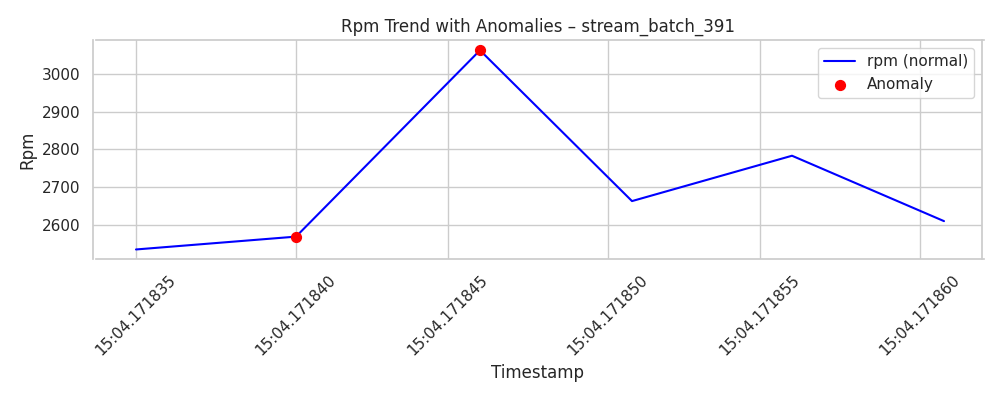 Rpm Trend with Anomalies – stream_batch_391
rpm (normal)
Anomaly
Rpm
3000
2900
2800
2700
2600
15:04.171835
15:04.171840
15:04.171845
15:04.171850
15:04.171855
15:04.171860
Timestamp